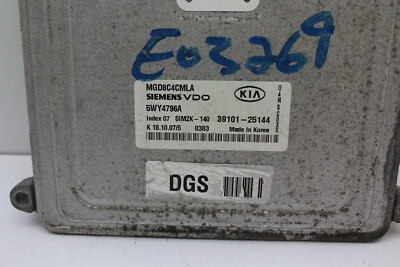 E03269
MGD8C4CMLA
SIEMENS VDO
KIA
5WY4796A
Index 07 SIM2K-140 39101-25144
K 18.10.07/5 0383 Made in Korea
DGS